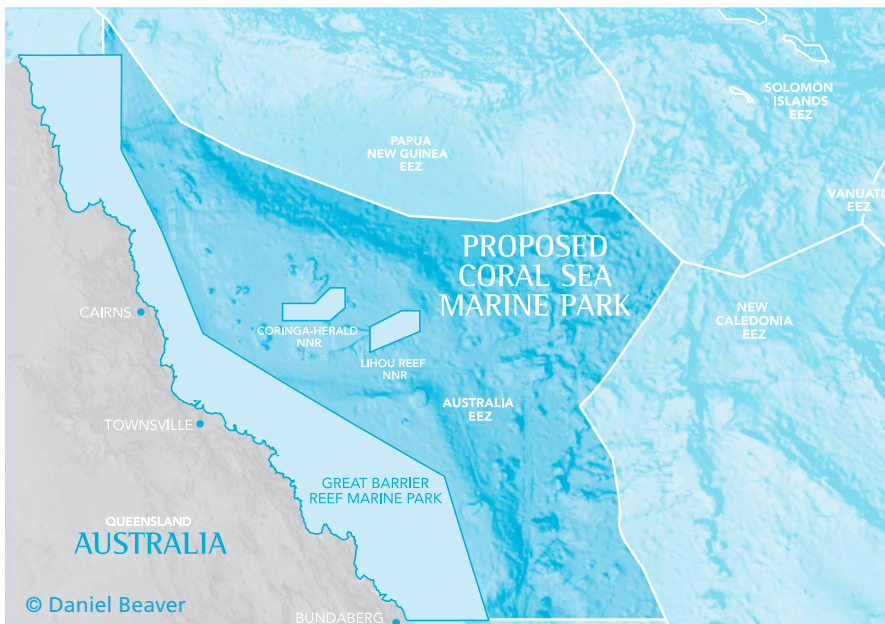 SOLOMON
ISLANDS
EEZ
PAPUA
NEW GUINEA
EEZ
VANUATU
EEZ
PROPOSED
CORAL SEA
MARINE PARK
CAIRNS
CORINGA-HERALD
NNR
LIHOU REEF
NNR
NEW
CALEDONIA
EEZ
AUSTRALIA
EEZ
TOWNSVILLE
GREAT BARRIER
REEF MARINE PARK
QUEENSLAND
AUSTRALIA
© Daniel Beaver
BUNDABERG